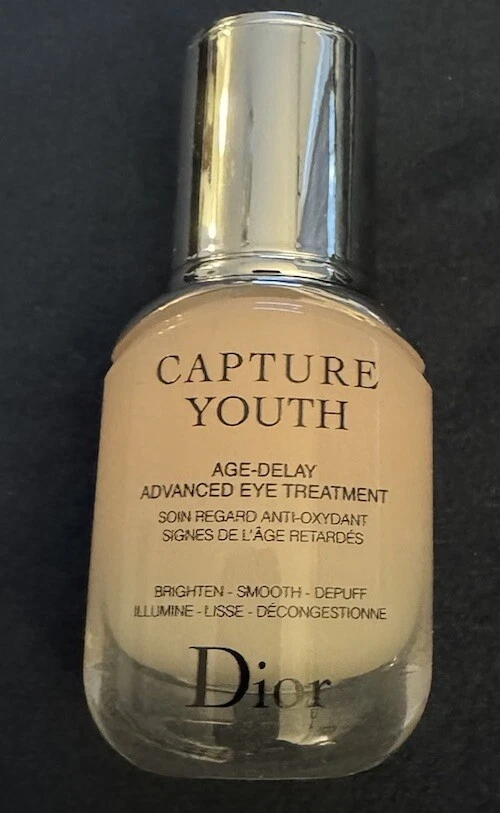 CAPTURE
YOUTH
AGE-DELAY
ADVANCED EYE TREATMENT
SOIN REGARD ANTI-OXYDANT
SIGNES DE L'ÂGE RETARDÉS
BRIGHTEN - SMOOTH - DEPUFF
ILLUMINE - LISSE - DÉCONGESTIONNE
Dior